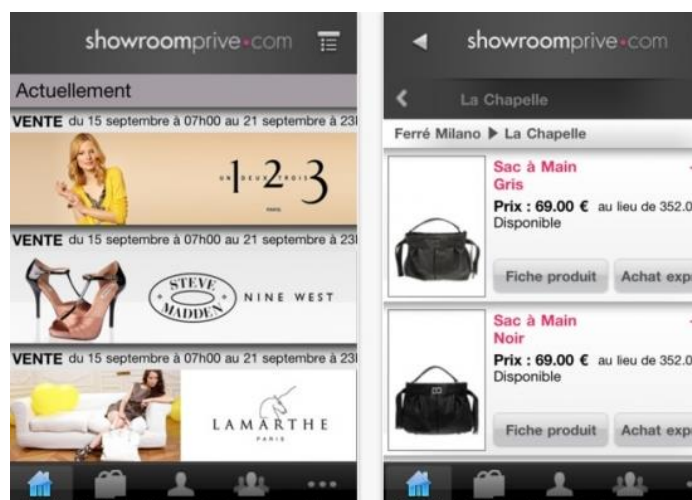 showroomprive.com
Actuellement
VENTE du 15 septembre à 07h00 au 21 septembre à 23
1 2 3
UN DEUX TROIS
PARIS
VENTE du 15 septembre à 07h00 au 21 septembre à 23
STEVE
MADDEN
NINE WEST
VENTE du 15 septembre à 07h00 au 21 septembre à 23
LAMARTHE
PARIS
showroomprive.com
La Chapelle
Ferré Milano ▶ La Chapelle
Sac à Main
Gris
Prix : 69.00 € au lieu de 352.0
Disponible
Fiche produit Achat exp
Sac à Main
Noir
Prix : 69.00 € au lieu de 352.0
Disponible
Fiche produit Achat exp